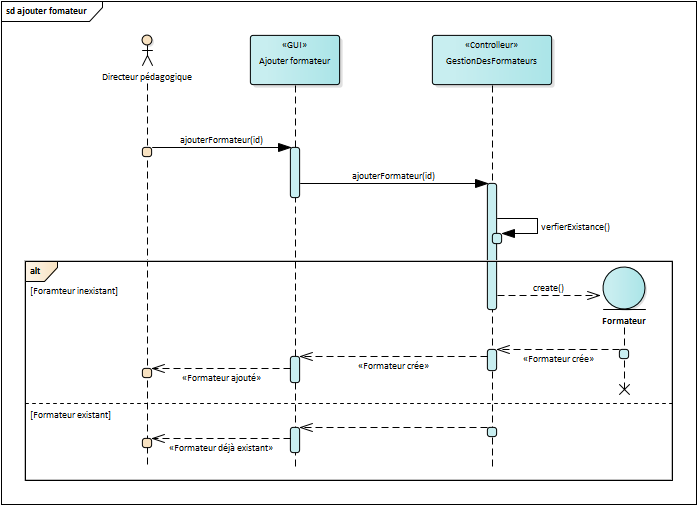 sd ajouter fomateur
«GUI»
Ajouter formateur
«Controlleur»
GestionDesFormateurs
Directeur pédagogique
ajouterFormateur(id)
ajouterFormateur(id)
verfierExistance()
alt
[Foramteur inexistant]
create()
Formateur
«Formateur crée»
«Formateur crée»
«Formateur ajouté»
[Formateur existant]
«Formateur déjà existant»